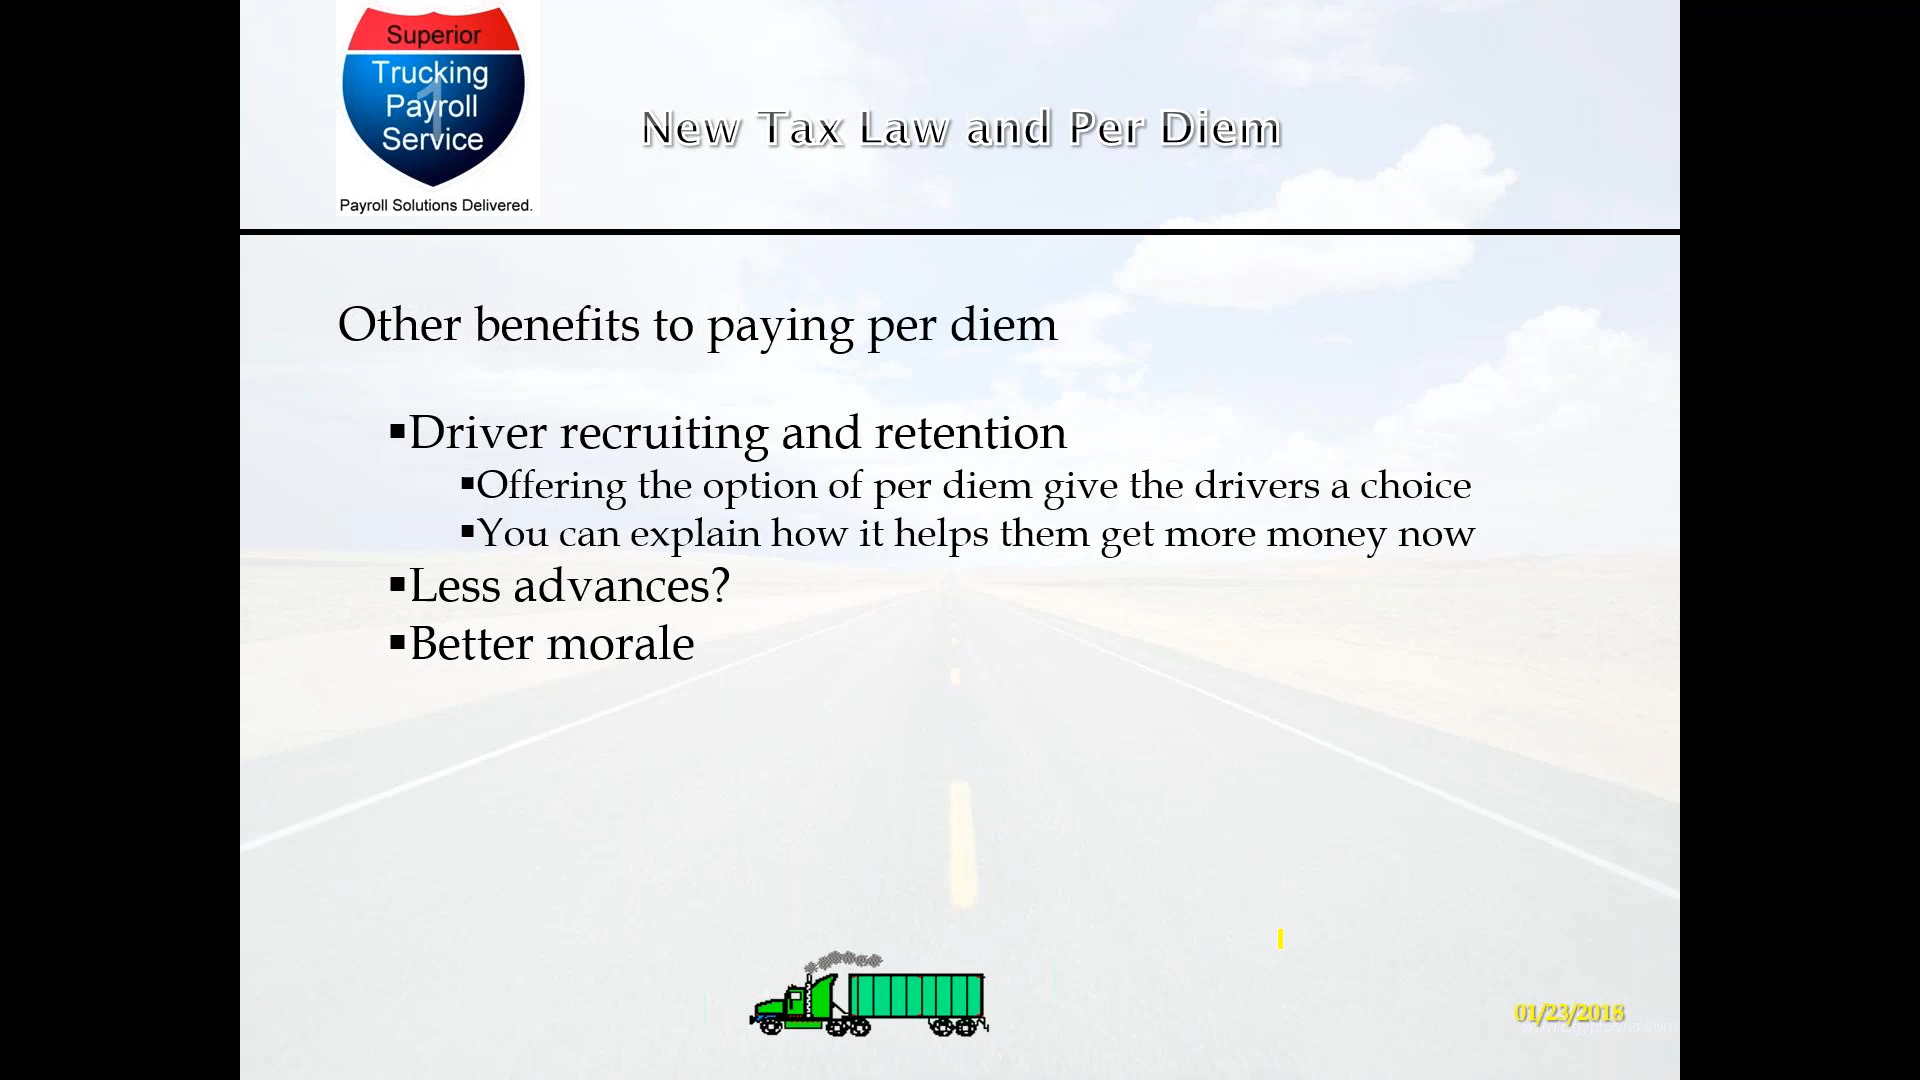 Superior
Trucking
Payroll
Service
1
Payroll Solutions Delivered.
New Tax Law and Per Diem
Other benefits to paying per diem
▪Driver recruiting and retention
▪Offering the option of per diem give the drivers a choice
▪You can explain how it helps them get more money now
▪Less advances?
▪Better morale
01/23/2018